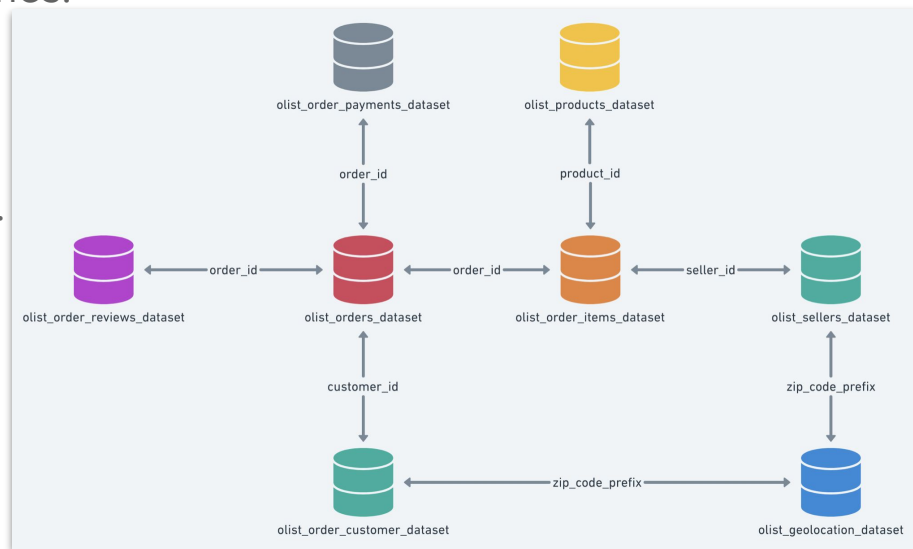 olist_order_payments_dataset
olist_products_dataset
order_id
product_id
order_id
order_id
seller_id
olist_order_reviews_dataset
olist_orders_dataset
olist_order_items_dataset
olist_sellers_dataset
customer_id
zip_code_prefix
zip_code_prefix
olist_order_customer_dataset
olist_geolocation_dataset